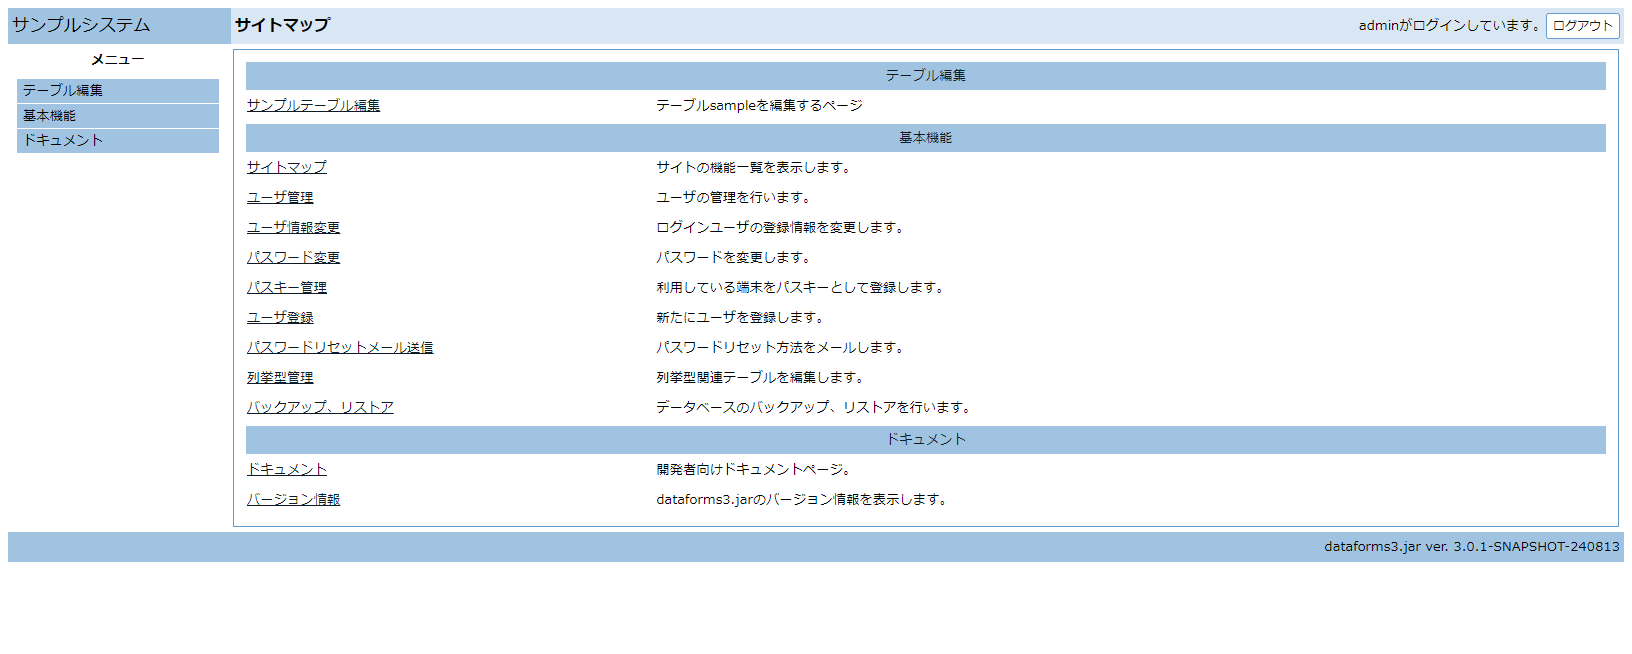 サンプルシステム
サイトマップ
adminがログインしています。 ログアウト
メニュー
テーブル編集
基本機能
ドキュメント
テーブル編集
サンプルテーブル編集 テーブルsampleを編集するページ
基本機能
サイトマップ サイトの機能一覧を表示します。
ユーザ管理 ユーザの管理を行います。
ユーザ情報変更 ログインユーザの登録情報を変更します。
パスワード変更 パスワードを変更します。
パスキー管理 利用している端末をパスキーとして登録します。
ユーザ登録 新たにユーザを登録します。
パスワードリセットメール送信 パスワードリセット方法をメールします。
列挙型管理 列挙型関連テーブルを編集します。
バックアップ、リストア データベースのバックアップ、リストアを行います。
ドキュメント
ドキュメント 開発者向けドキュメントページ。
バージョン情報 dataforms3.jarのバージョン情報を表示します。
dataforms3.jar ver. 3.0.1-SNAPSHOT-240813